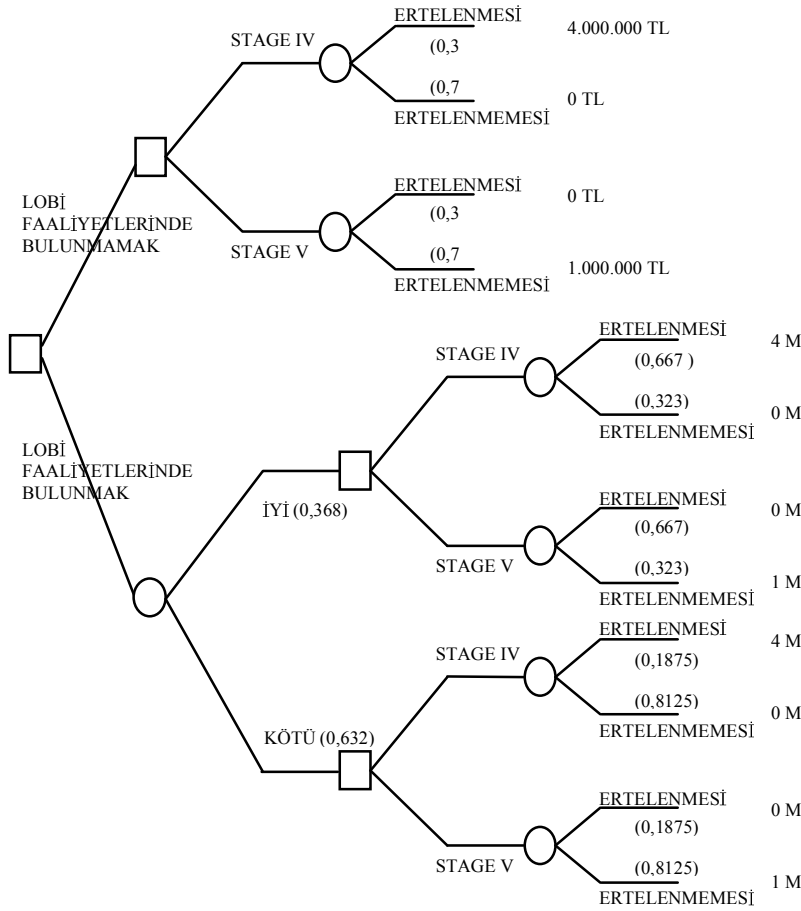 ERTELENMESİ
4.000.000 TL
STAGE IV
(0,3
(0,7
0 TL
ERTELENMEMESİ
ERTELENMESİ
0 TL
(0,3
LOBİ
FAALİYETLERİNDE
BULUNMAMAK
STAGE V
(0,7
1.000.000 TL
ERTELENMEMESİ
ERTELENMESİ
4 M
STAGE IV
(0,667 )
(0,323)
0 M
ERTELENMEMESİ
LOBİ
FAALİYETLERİNDE
BULUNMAK
İYİ (0,368)
ERTELENMESİ
0 M
(0,667)
STAGE V
(0,323)
1 M
ERTELENMEMESİ
ERTELENMESİ
4 M
STAGE IV
(0,1875)
(0,8125)
0 M
ERTELENMEMESİ
KÖTÜ (0,632)
ERTELENMESİ
0 M
(0,1875)
STAGE V
(0,8125)
1 M
ERTELENMEMESİ